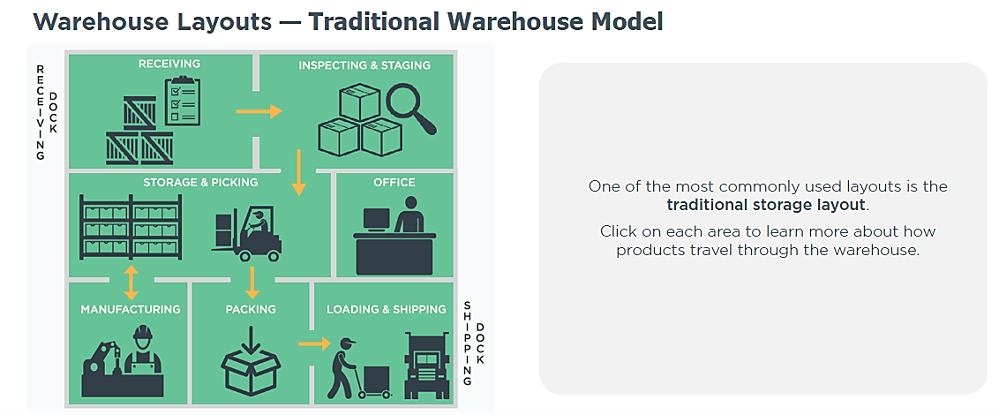 Warehouse Layouts — Traditional Warehouse Model
RECEIVING
DOCK
RECEIVING
INSPECTING & STAGING
STORAGE & PICKING
OFFICE
MANUFACTURING
PACKING
LOADING & SHIPPING
SHIPPING
DOCK
One of the most commonly used layouts is the
traditional storage layout.
Click on each area to learn more about how
products travel through the warehouse.